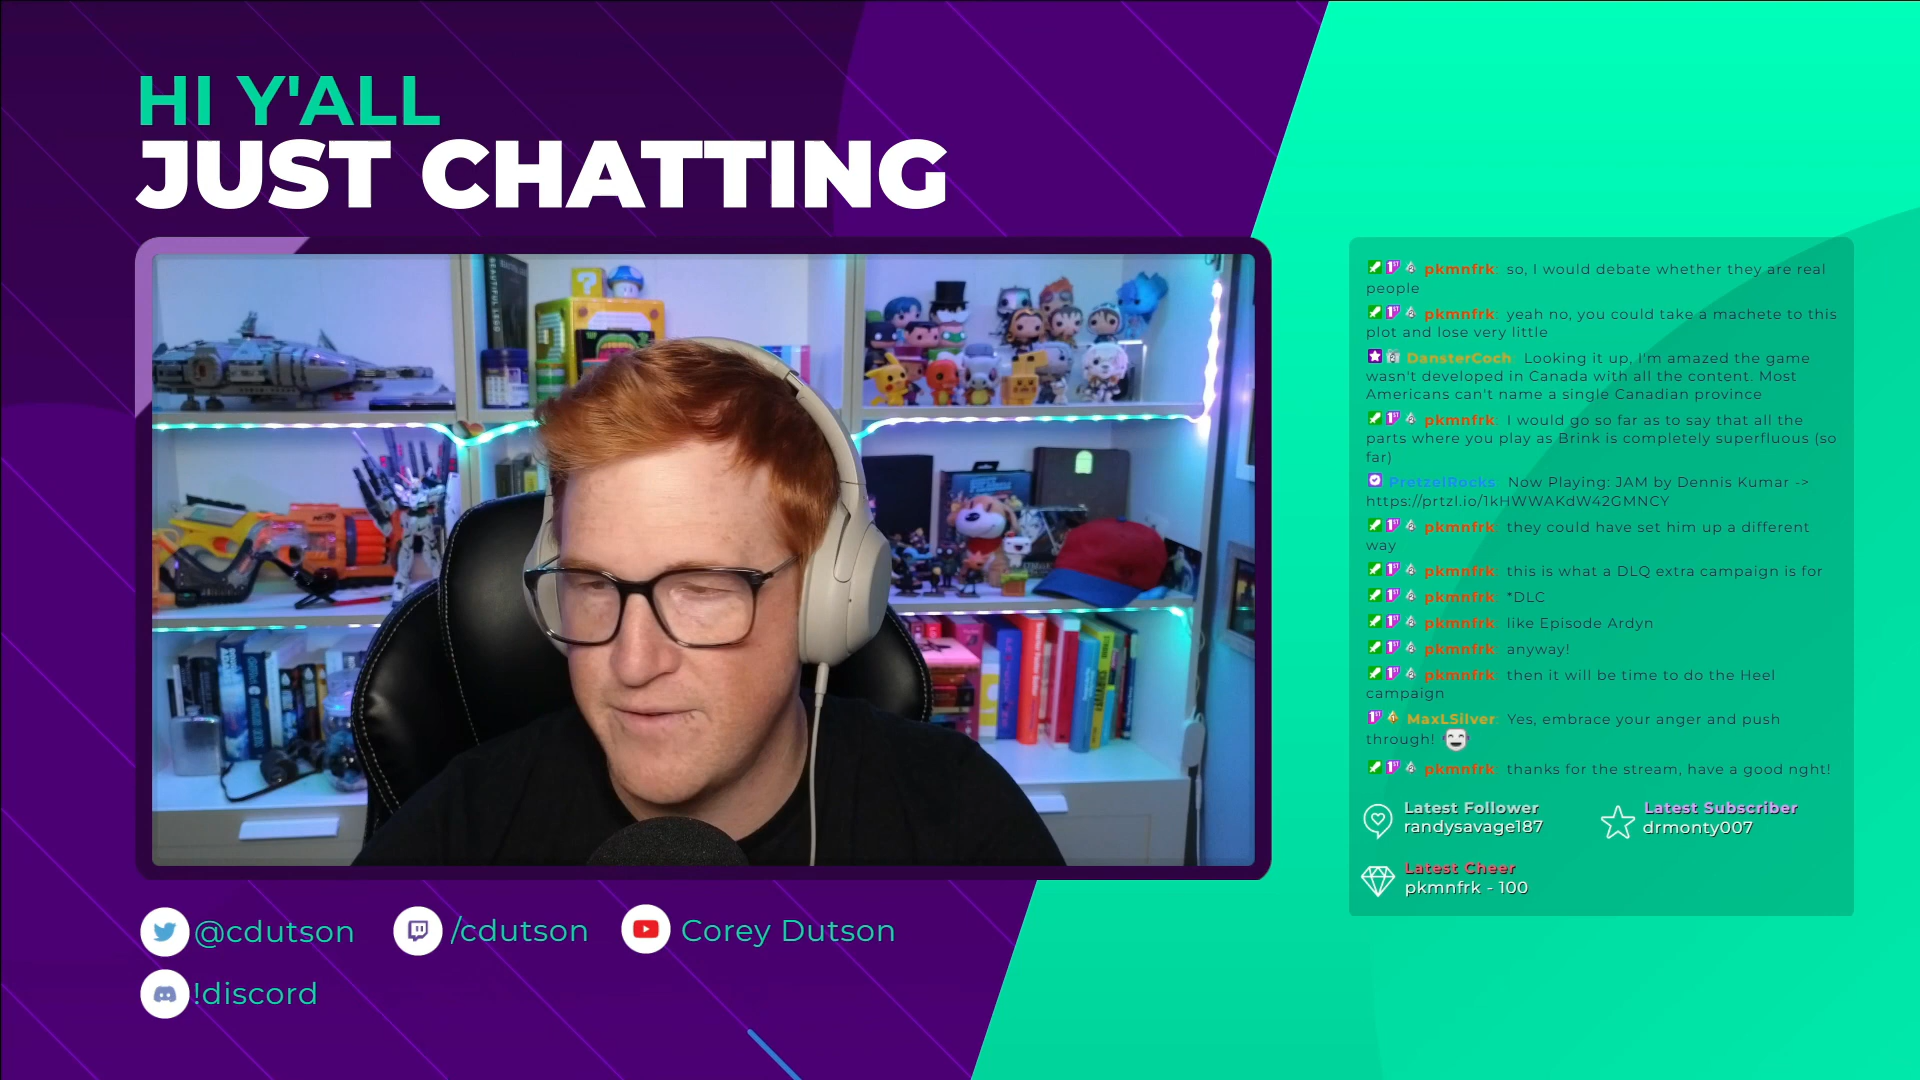 HI Y'ALL
JUST CHATTING
pkmnfrk: so, I would debate whether they are real
people
pkmnfrk: yeah no, you could take a machete to this
plot and lose very little
DansterCoch: Looking it up, I'm amazed the game
wasn't developed in Canada with all the content. Most
Americans can't name a single Canadian province
pkmnfrk: I would go so far as to say that all the
parts where you play as Brink is completely superfluous (so
far)
PretzelRocks: Now Playing: JAM by Dennis Kumar ->
https://prtzl.io/1kHWWAKdW42GMNCY
pkmnfrk: they could have set him up a different
way
pkmnfrk: this is what a DLQ extra campaign is for
pkmnfrk: *DLC
pkmnfrk: like Episode Ardyn
pkmnfrk: anyway!
pkmnfrk: then it will be time to do the Heel
campaign
MaxLSilver: Yes, embrace your anger and push
through!
pkmnfrk: thanks for the stream, have a good nght!
Latest Follower
randysavage187
Latest Subscriber
drmonty007
Latest Cheer
pkmnfrk - 100
@cdutson
/cdutson
Corey Dutson
!discord